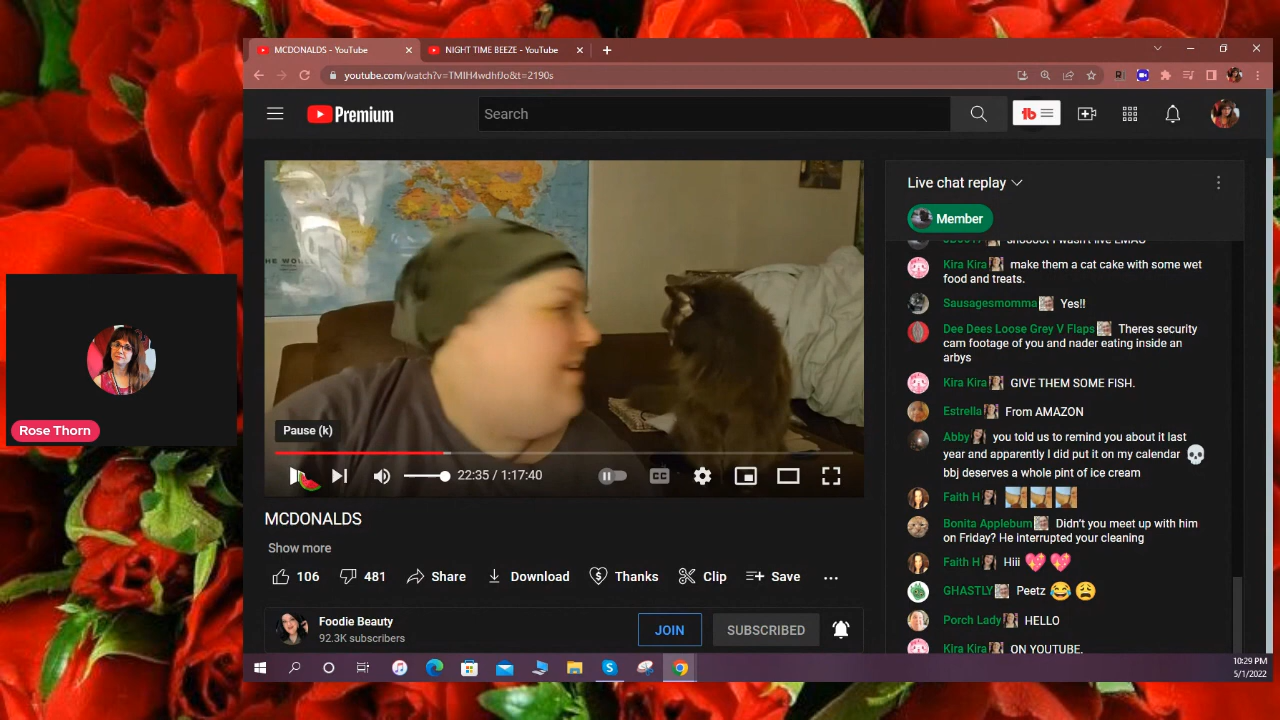 MCDONALDS - YouTube
NIGHT TIME BEEZE - YouTube
youtube.com/watch?v=TMIH4wdhfJo&t=2190s
Premium
Search
Live chat replay
Member
Kira Kira make them a cat cake with some wet
food and treats.
Sausagesmomma Yes!!
Dee Dees Loose Grey V Flaps Theres security
cam footage of you and nader eating inside an
arbys
Kira Kira GIVE THEM SOME FISH.
Estrella From AMAZON
Abby you told us to remind you about it last
year and apparently I did put it on my calendar 💀
bbj deserves a whole pint of ice cream
Faith H
Bonita Applebum Didn't you meet up with him
on Friday? He interrupted your cleaning
Faith H Hiii 💖💖
GHASTLY Peetz 😂😩
Porch Lady HELLO
Kira Kira ON YOUTUBE.
THE WORL
Pause (k)
22:35 / 1:17:40
CC
MCDONALDS
Show more
106
481
Share
Download
Thanks
Clip
Save
Foodie Beauty
92.3K subscribers
JOIN
SUBSCRIBED
Rose Thorn
10:29 PM
5/1/2022